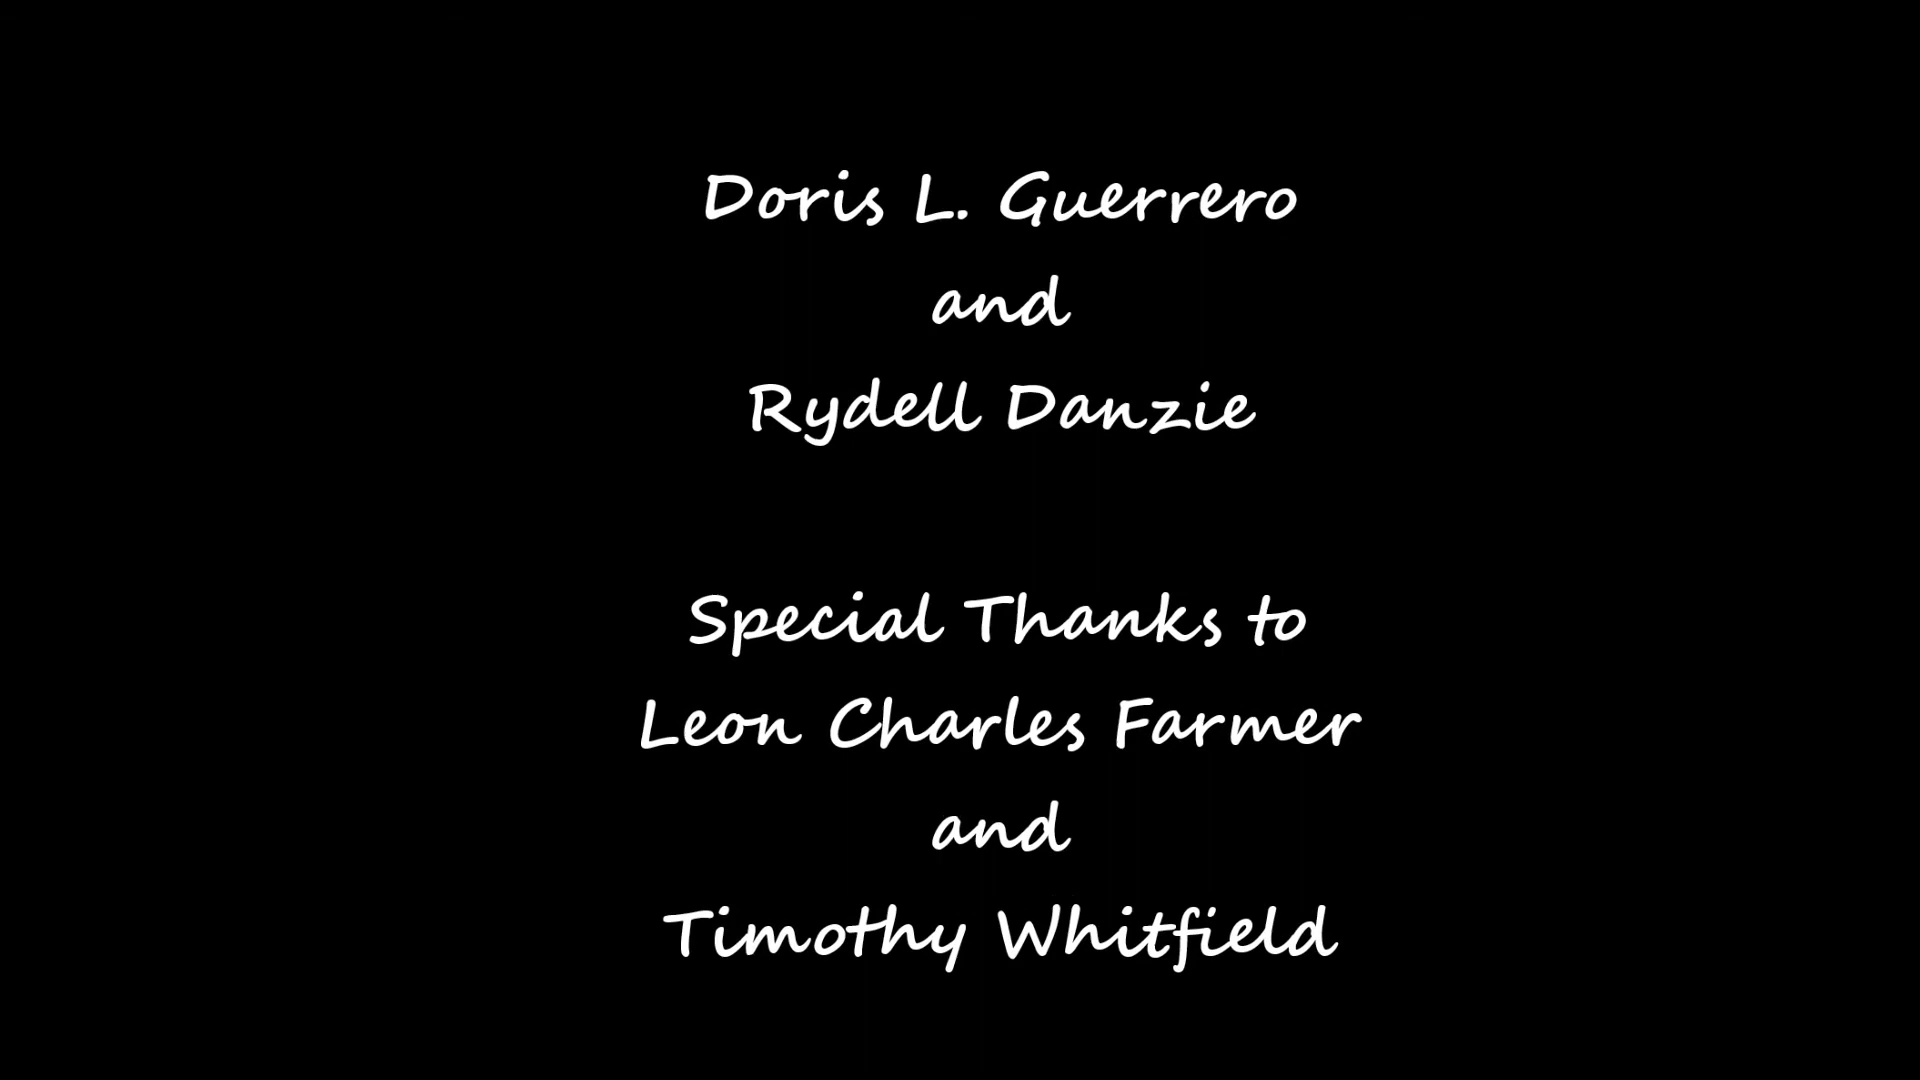 Doris L. Guerrero
and
Rydell Danzie
Special Thanks to
Leon Charles Farmer
and
Timothy Whitfield